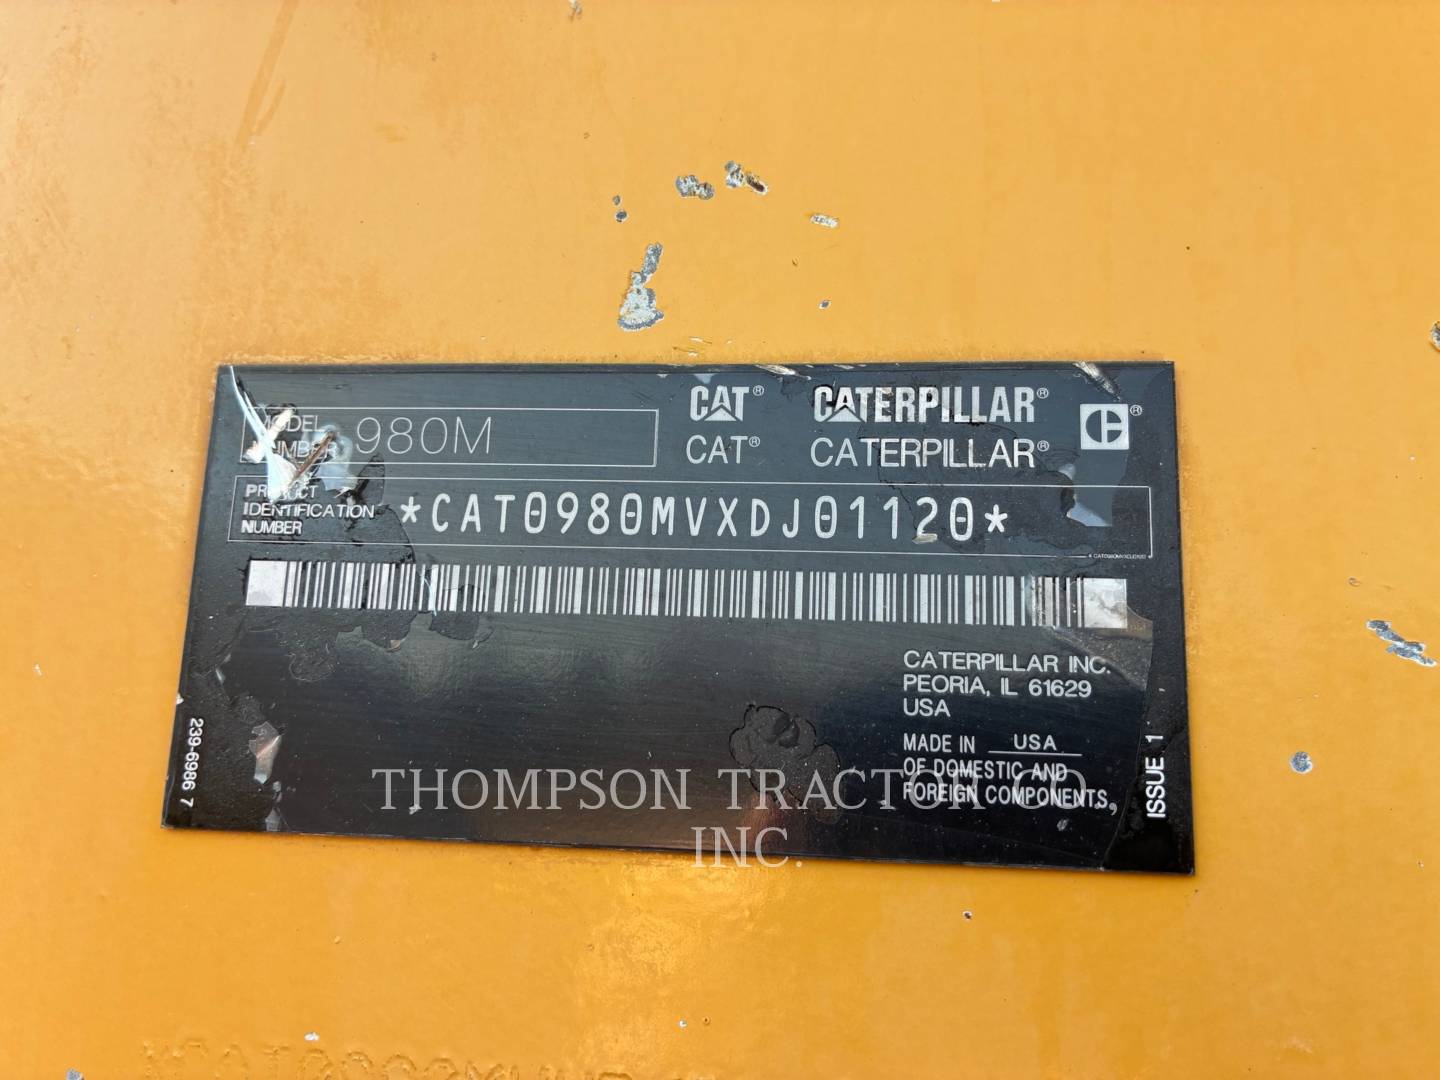 MODEL
NUMBER 980M
CAT® CATERPILLAR®
CAT® CATERPILLAR®
PRODUCT
IDENTIFICATION
NUMBER
*CAT0980MVXDJ01120*
CATERPILLAR INC.
PEORIA, IL 61629
USA
MADE IN USA
OF DOMESTIC AND
FOREIGN COMPONENTS
239-6986 7
ISSUE 1
THOMPSON TRACTOR CO.,
INC.